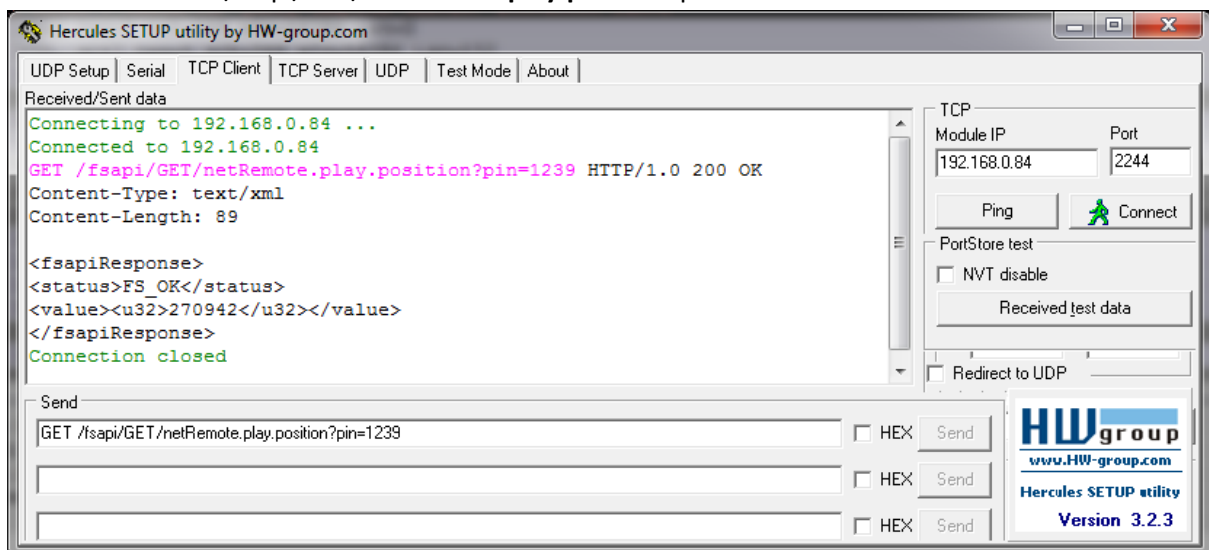 Hercules SETUP utility by HW-group.com
UDP Setup Serial TCP Client TCP Server UDP Test Mode About
Received/Sent data
Connecting to 192.168.0.84 ...
Connected to 192.168.0.84
GET /fsapi/GET/netRemote.play.position?pin=1239 HTTP/1.0 200 OK
Content-Type: text/xml
Content-Length: 89
<fsapiResponse>
<status>FS_OK</status>
<value><u32>270942</u32></value>
</fsapiResponse>
Connection closed
TCP
Module IP Port
192.168.0.84 2244
Ping Connect
PortStore test
NVT disable
Received test data
Redirect to UDP
Send
GET /fsapi/GET/netRemote.play.position?pin=1239 HEX Send
HEX Send
HEX Send
HWgroup
www.HW-group.com
Hercules SETUP utility
Version 3.2.3